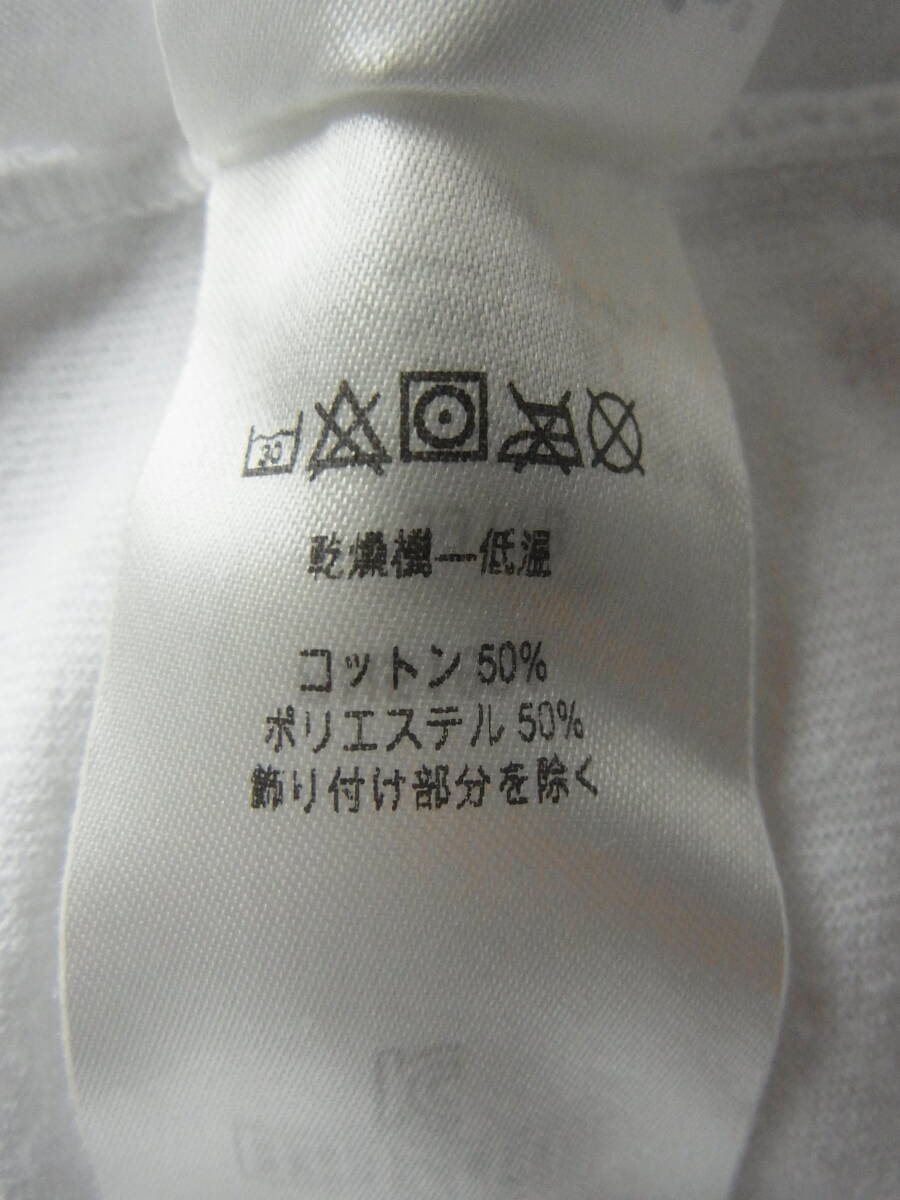 30
乾燥機—低温
コットン 50%
ポリエステル 50%
飾り付け部分を除く